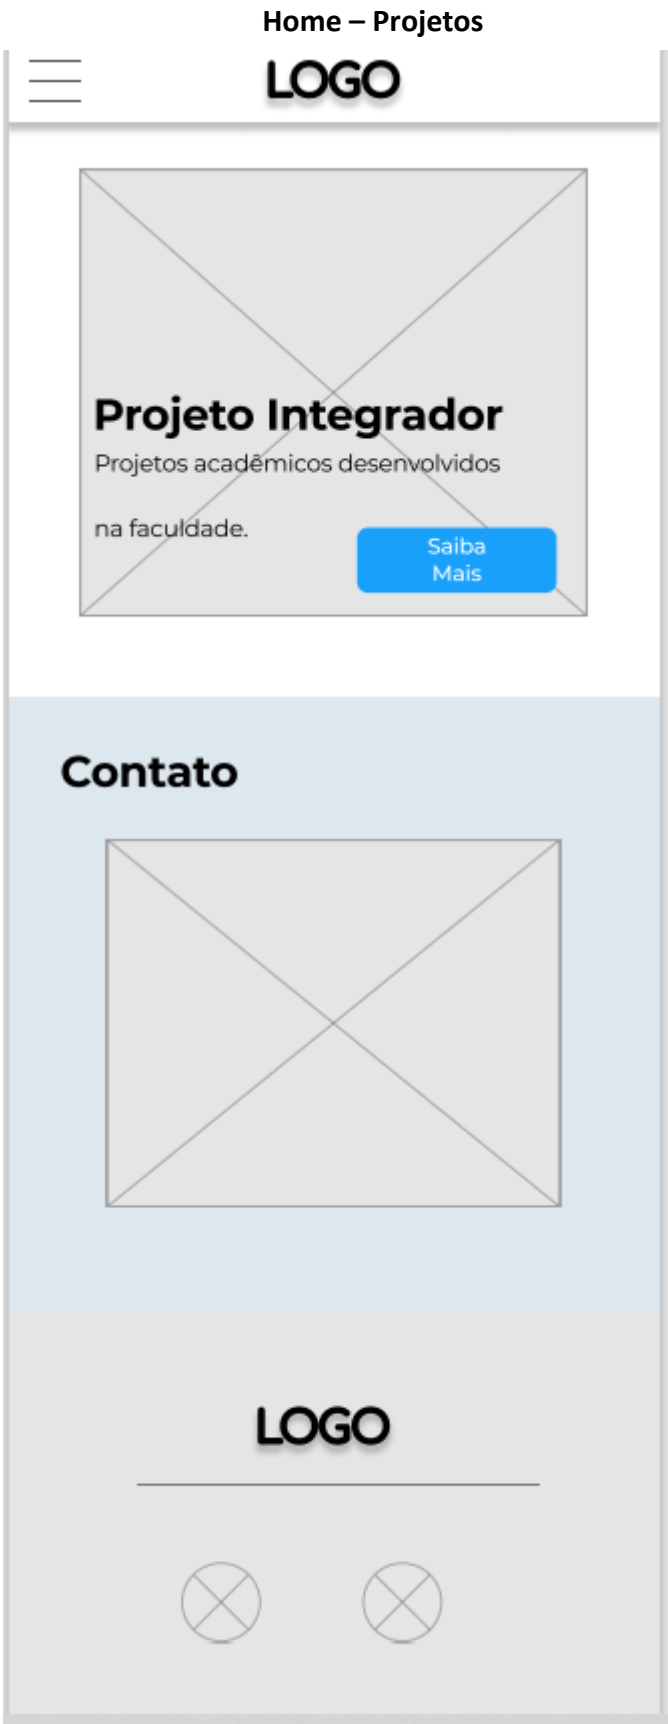 Home – Projetos
LOGO
Projeto Integrador
Projetos acadêmicos desenvolvidos
na faculdade.
Saiba
Mais
Contato
LOGO